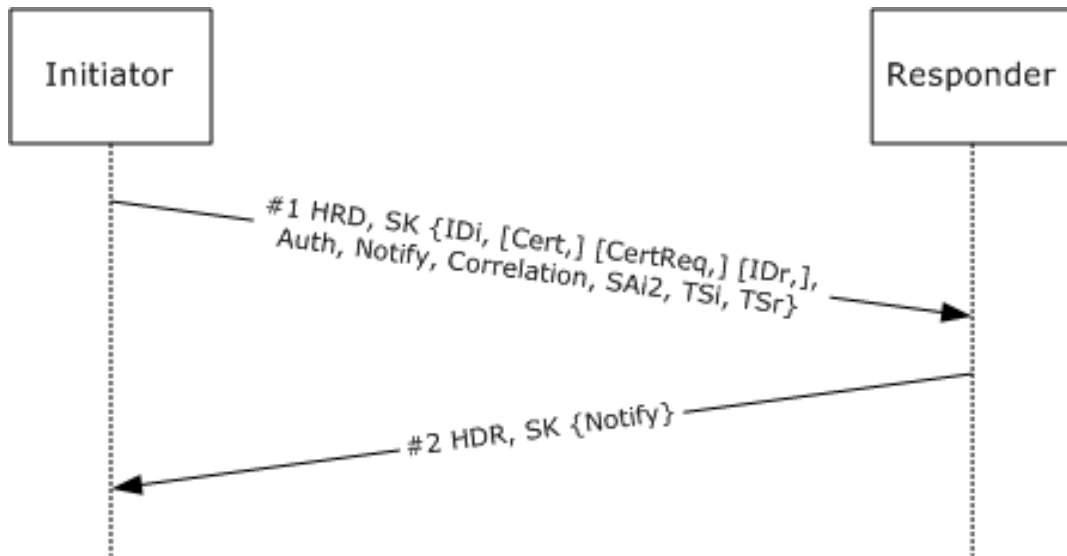 Initiator
Responder
#1 HRD, SK {IDi, [Cert,] [CertReq,] [IDr,],
Auth, Notify, Correlation, SAi2, TSi, TSr}
#2 HDR, SK {Notify}